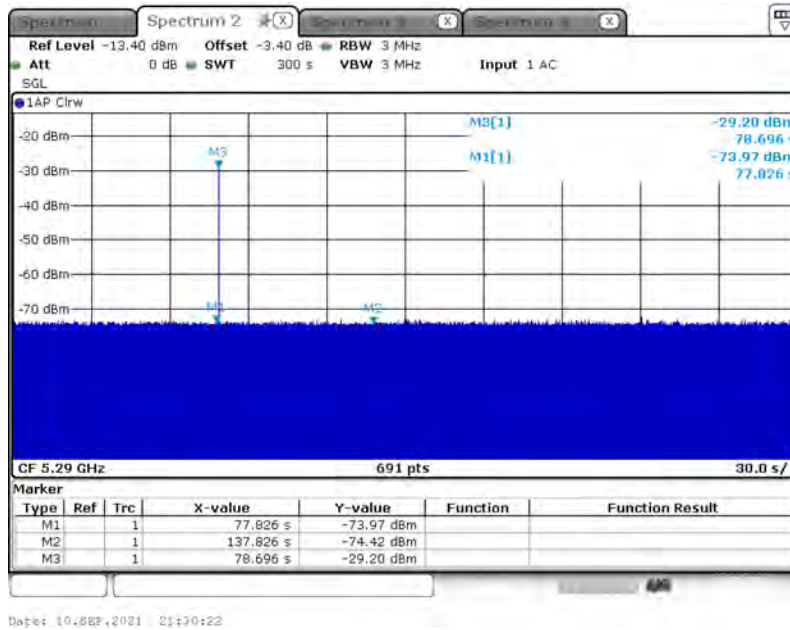 Spectrum 2 X X X
Ref Level -13.40 dBm Offset -3.40 dB RBW 3 MHz
Att 0 dB SWT 300 s VBW 3 MHz Input 1 AC
SGL
1AP Clrw
M3[1] -29.20 dBm
78.696 s
M1[1] -73.97 dBm
77.826 s
-20 dBm
M3
-30 dBm
-40 dBm
-50 dBm
-60 dBm
-70 dBm
M1 M2
CF 5.29 GHz 691 pts 30.0 s/
Marker
Type Ref Trc X-value Y-value Function Function Result
M1 1 77.826 s -73.97 dBm
M2 1 137.826 s -74.42 dBm
M3 1 78.696 s -29.20 dBm
Date: 10.SEP.2021 21:30:22